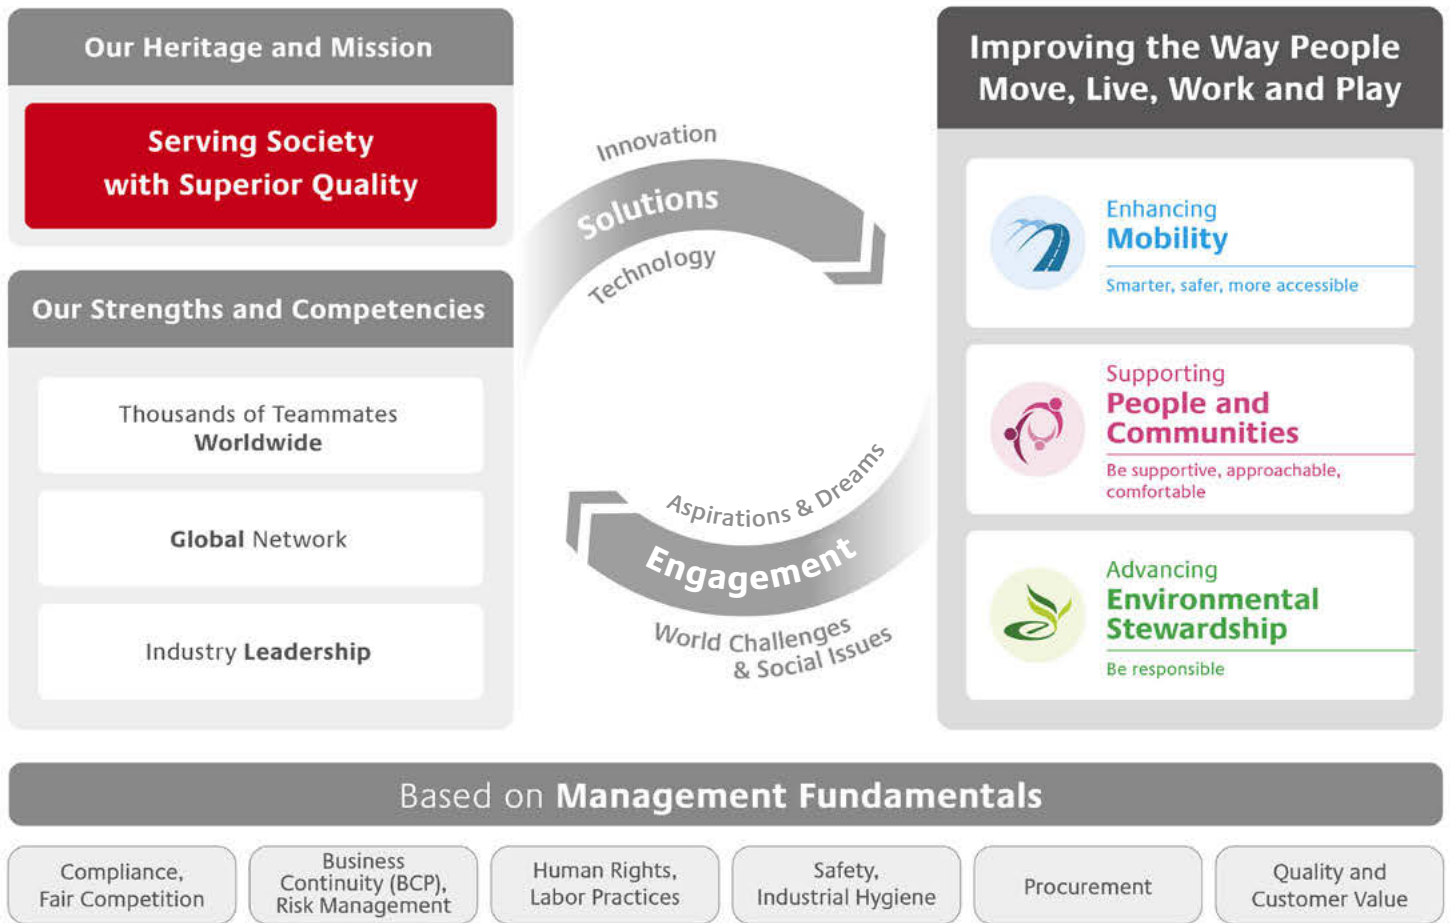 Our Heritage and Mission
Serving Society
with Superior Quality
Our Strengths and Competencies
Thousands of Teammates
Worldwide
Global Network
Industry Leadership
Innovation
Solutions
Technology
Aspirations & Dreams
Engagement
World Challenges
& Social Issues
Improving the Way People
Move, Live, Work and Play
Enhancing
Mobility
Smarter, safer, more accessible
Supporting
People and
Communities
Be supportive, approachable,
comfortable
Advancing
Environmental
Stewardship
Be responsible
Based on Management Fundamentals
Compliance,
Fair Competition
Business
Continuity (BCP),
Risk Management
Human Rights,
Labor Practices
Safety,
Industrial Hygiene
Procurement
Quality and
Customer Value